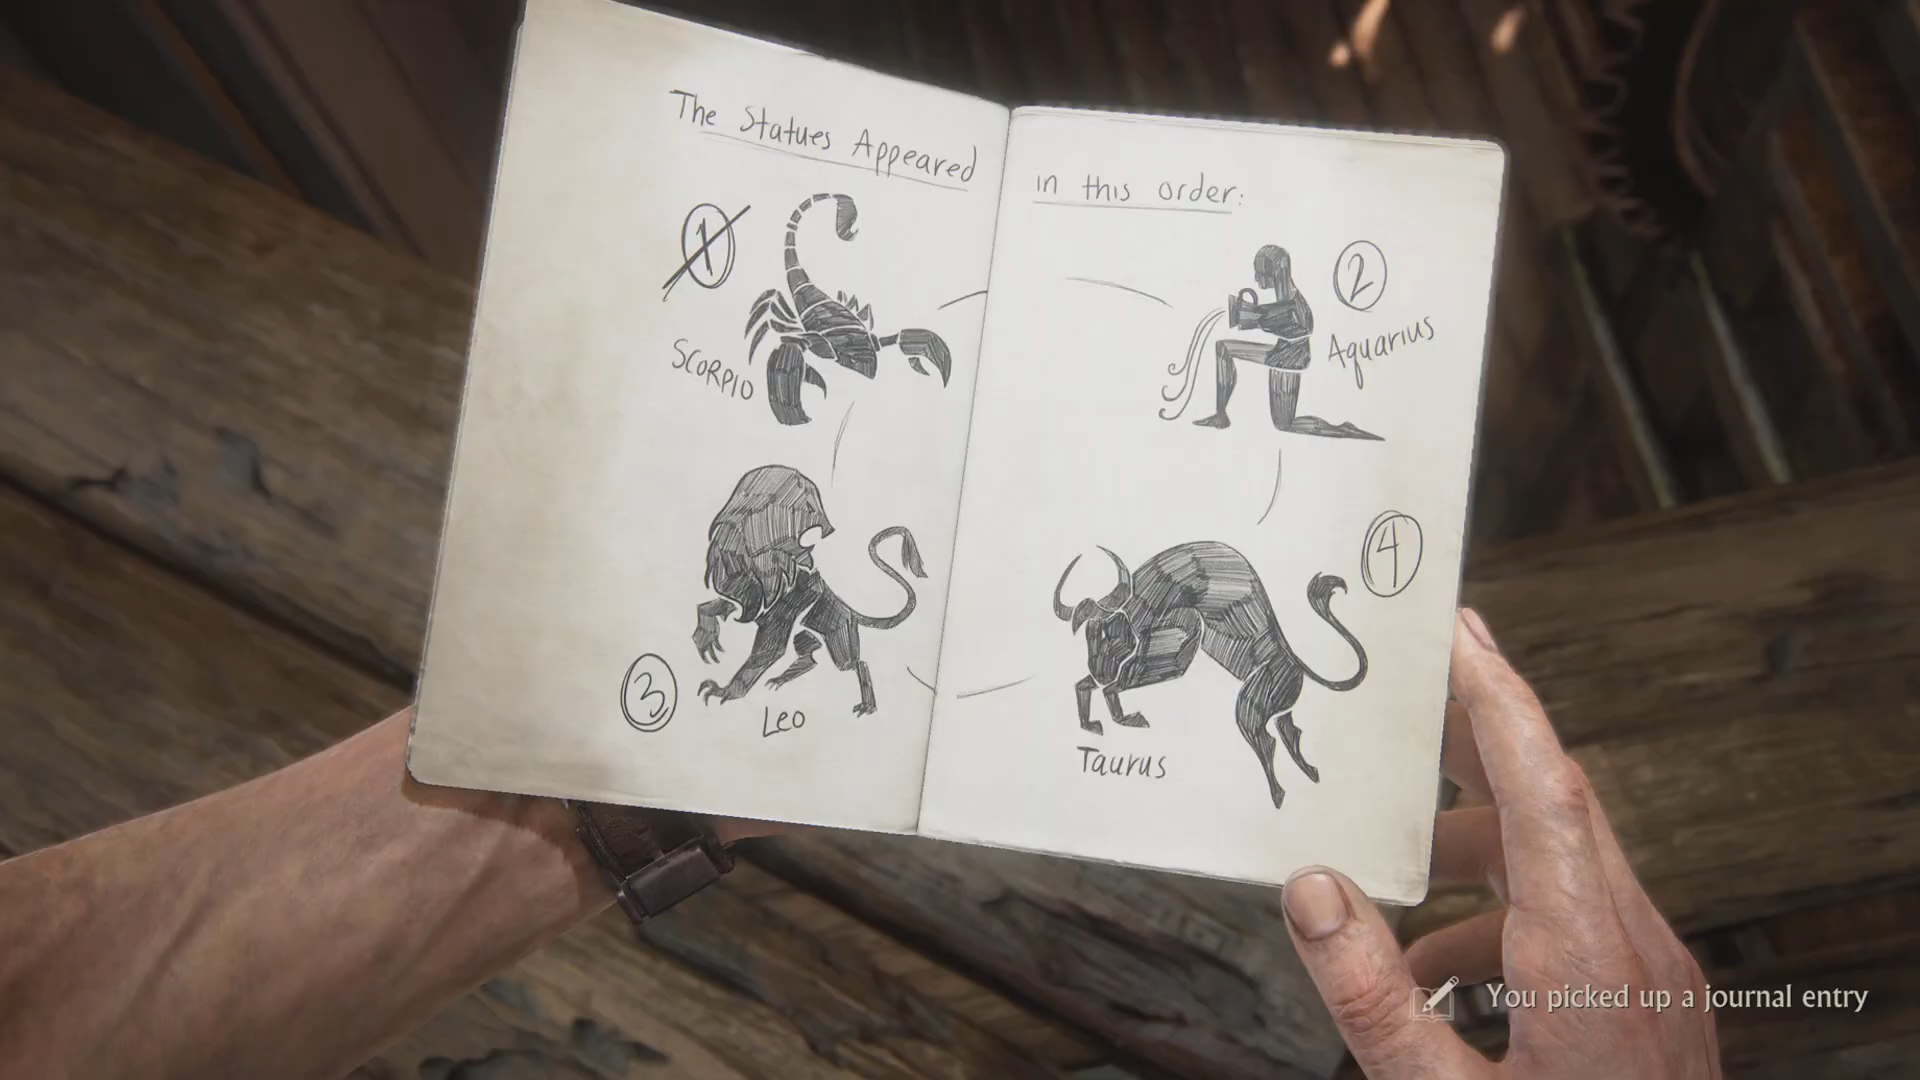 The Statues Appeared
in this order:
1
SCORPIO
2
Aquarius
3
Leo
4
Taurus
You picked up a journal entry